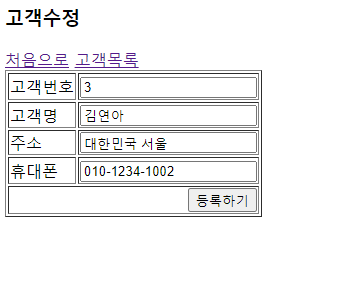 고객수정
처음으로 고객목록
고객번호 3
고객명 김연아
주소 대한민국 서울
휴대폰 010-1234-1002
등록하기